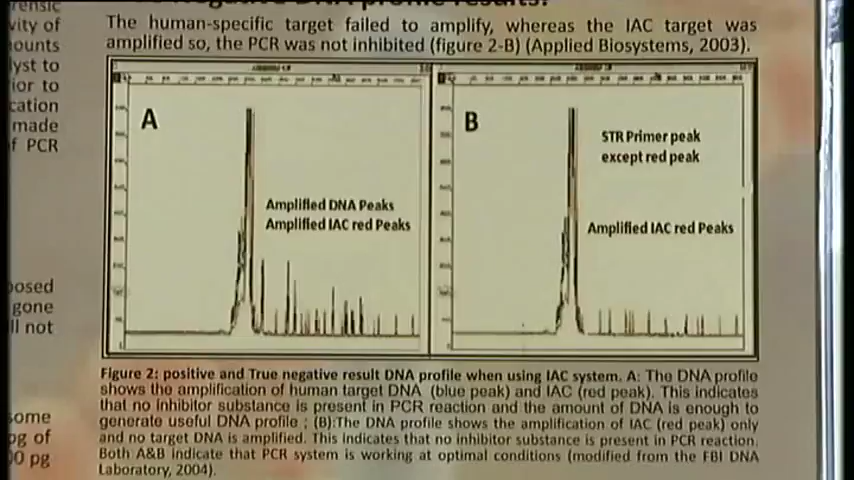 DNA profile results:
The human-specific target failed to amplify, whereas the IAC target was
amplified so, the PCR was not inhibited (figure 2-B) (Applied Biosystems, 2003).
vity of
ounts
lyst to
ior to
cation
made
f PCR
osed
gone
ll not
some
pg of
0 pg
A
Amplified DNA Peaks
Amplified IAC red Peaks
B
STR Primer peak
except red peak
Amplified IAC red Peaks
Figure 2: positive and True negative result DNA profile when using IAC system. A: The DNA profile
shows the amplification of human target DNA (blue peak) and IAC (red peak). This indicates
that no inhibitor substance is present in PCR reaction and the amount of DNA is enough to
generate useful DNA profile ; (B):The DNA profile shows the amplification of IAC (red peak) only
and no target DNA is amplified. This indicates that no inhibitor substance is present in PCR reaction.
Both A&B indicate that PCR system is working at optimal conditions (modified from the FBI DNA
Laboratory, 2004).